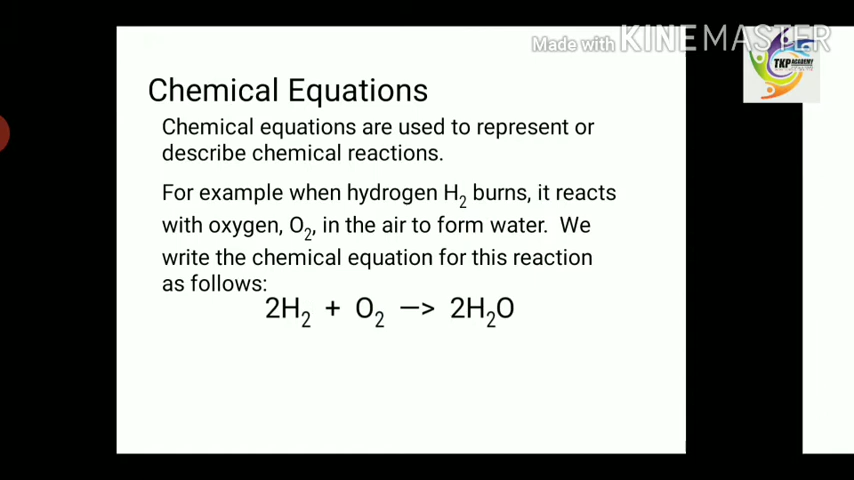 Made with KINEMASTER
TKP ACADEMY
Chemical Equations
Chemical equations are used to represent or
describe chemical reactions.
For example when hydrogen H₂ burns, it reacts
with oxygen, O₂, in the air to form water. We
write the chemical equation for this reaction
as follows:
2H₂ + O₂ —> 2H₂O